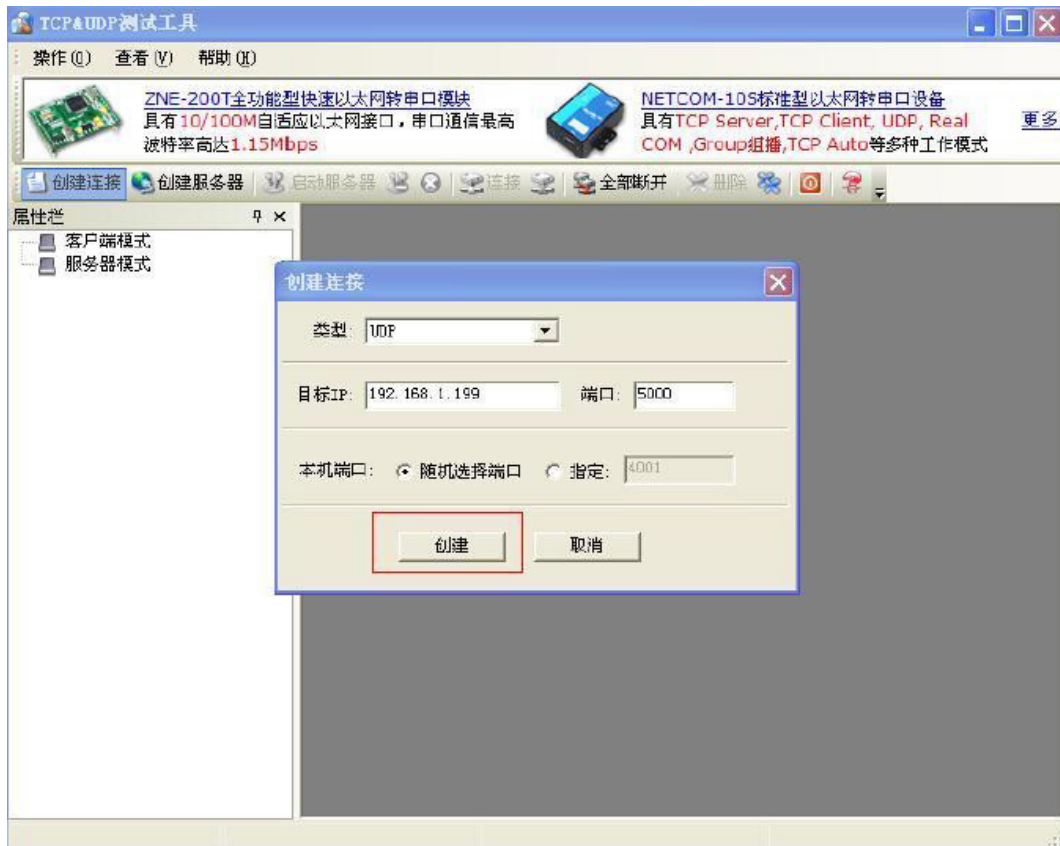 TCP&UDP测试工具
操作(O) 查看(V) 帮助(H)
ZNE-200T全功能型快速以太网转串口模块
具有10/100M自适应以太网接口，串口通信最高
波特率高达1.15Mbps
NETCOM-10S标准型以太网转串口设备
具有TCP Server,TCP Client, UDP, Real
COM ,Group组播,TCP Auto等多种工作模式
更多
创建连接 创建服务器 启动服务器 连接 全部断开 删除
属性栏
客户端模式
服务器模式
创建连接
类型: UDP
目标IP: 192.168.1.199 端口: 5000
本机端口: 随机选择端口 指定: 4001
创建 取消